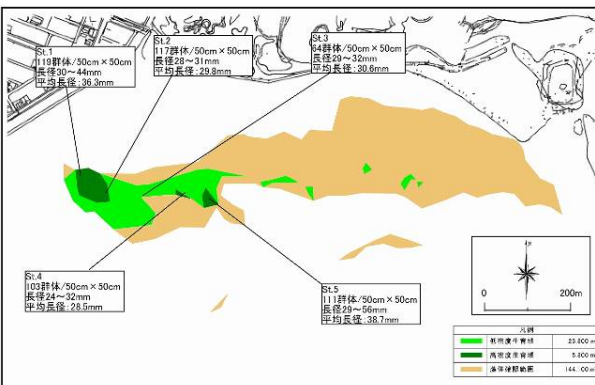 St.1
119群体/50cm×50cm
長径30～44mm
平均長径:36.3mm
St.2
117群体/50cm×50cm
長径28～31mm
平均長径:29.8mm
St.3
64群体/50cm×50cm
長径29～32mm
平均長径:30.6mm
St.4
103群体/50cm×50cm
長径24～32mm
平均長径:28.5mm
St.5
111群体/50cm×50cm
長径29～56mm
平均長径:38.7mm
0 200m
凡例
低密度生育域
高密度生育域